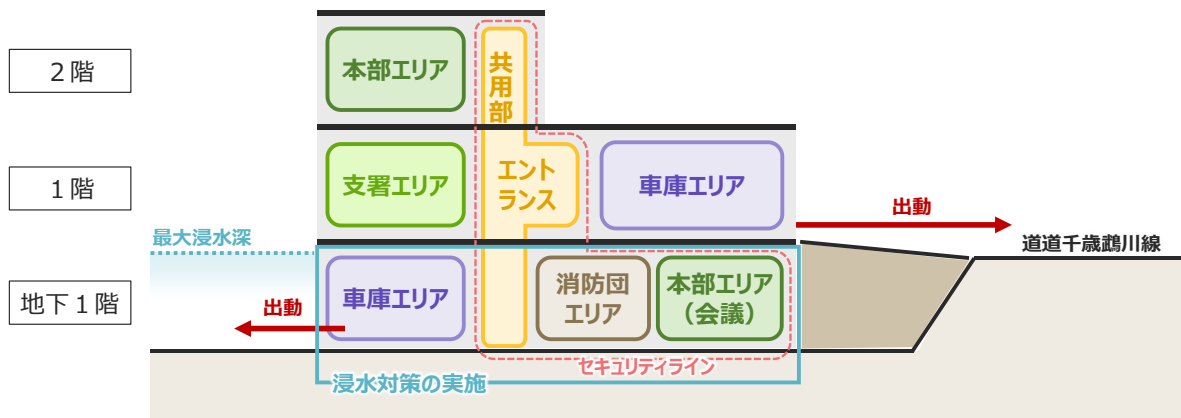 ２階
本部エリア
共用部
１階
支署エリア
エント
ランス
車庫エリア
出動
最大浸水深
道道千歳鵡川線
地下１階
車庫エリア
消防団
エリア
本部エリア
（会議）
出動
セキュリティライン
浸水対策の実施